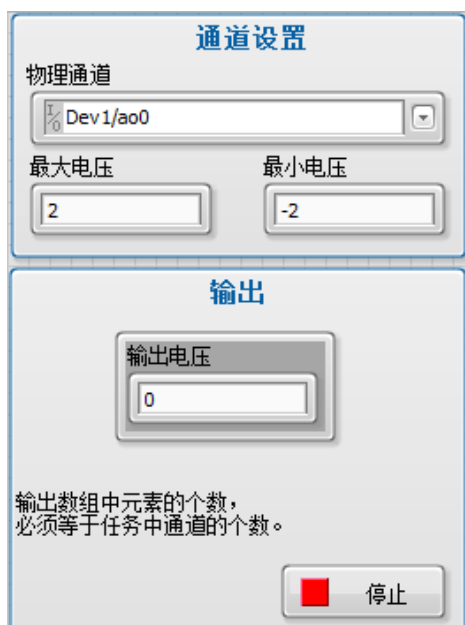 通道设置
物理通道
I/O Dev1/ao0
最大电压 最小电压
2 -2
输出
输出电压
0
输出数组中元素的个数，
必须等于任务中通道的个数。
停止